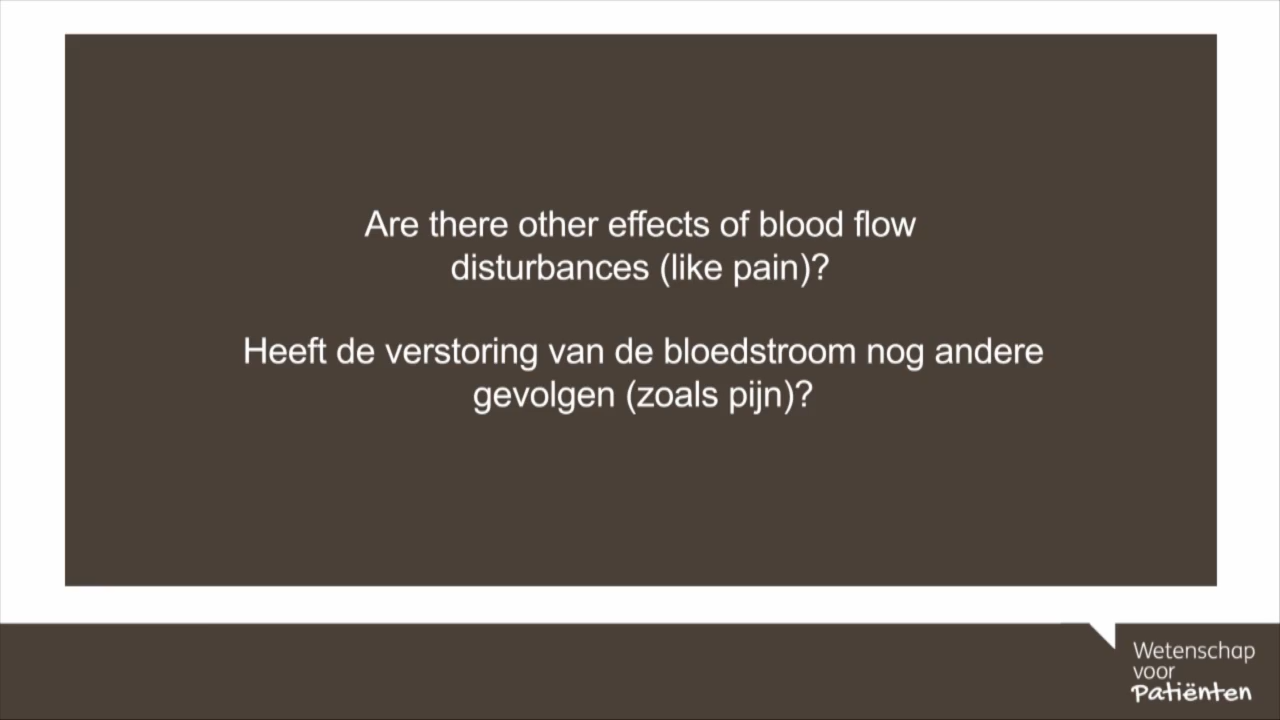 Are there other effects of blood flow
disturbances (like pain)?
Heeft de verstoring van de bloedstroom nog andere
gevolgen (zoals pijn)?
Wetenschap
voor
Patiënten